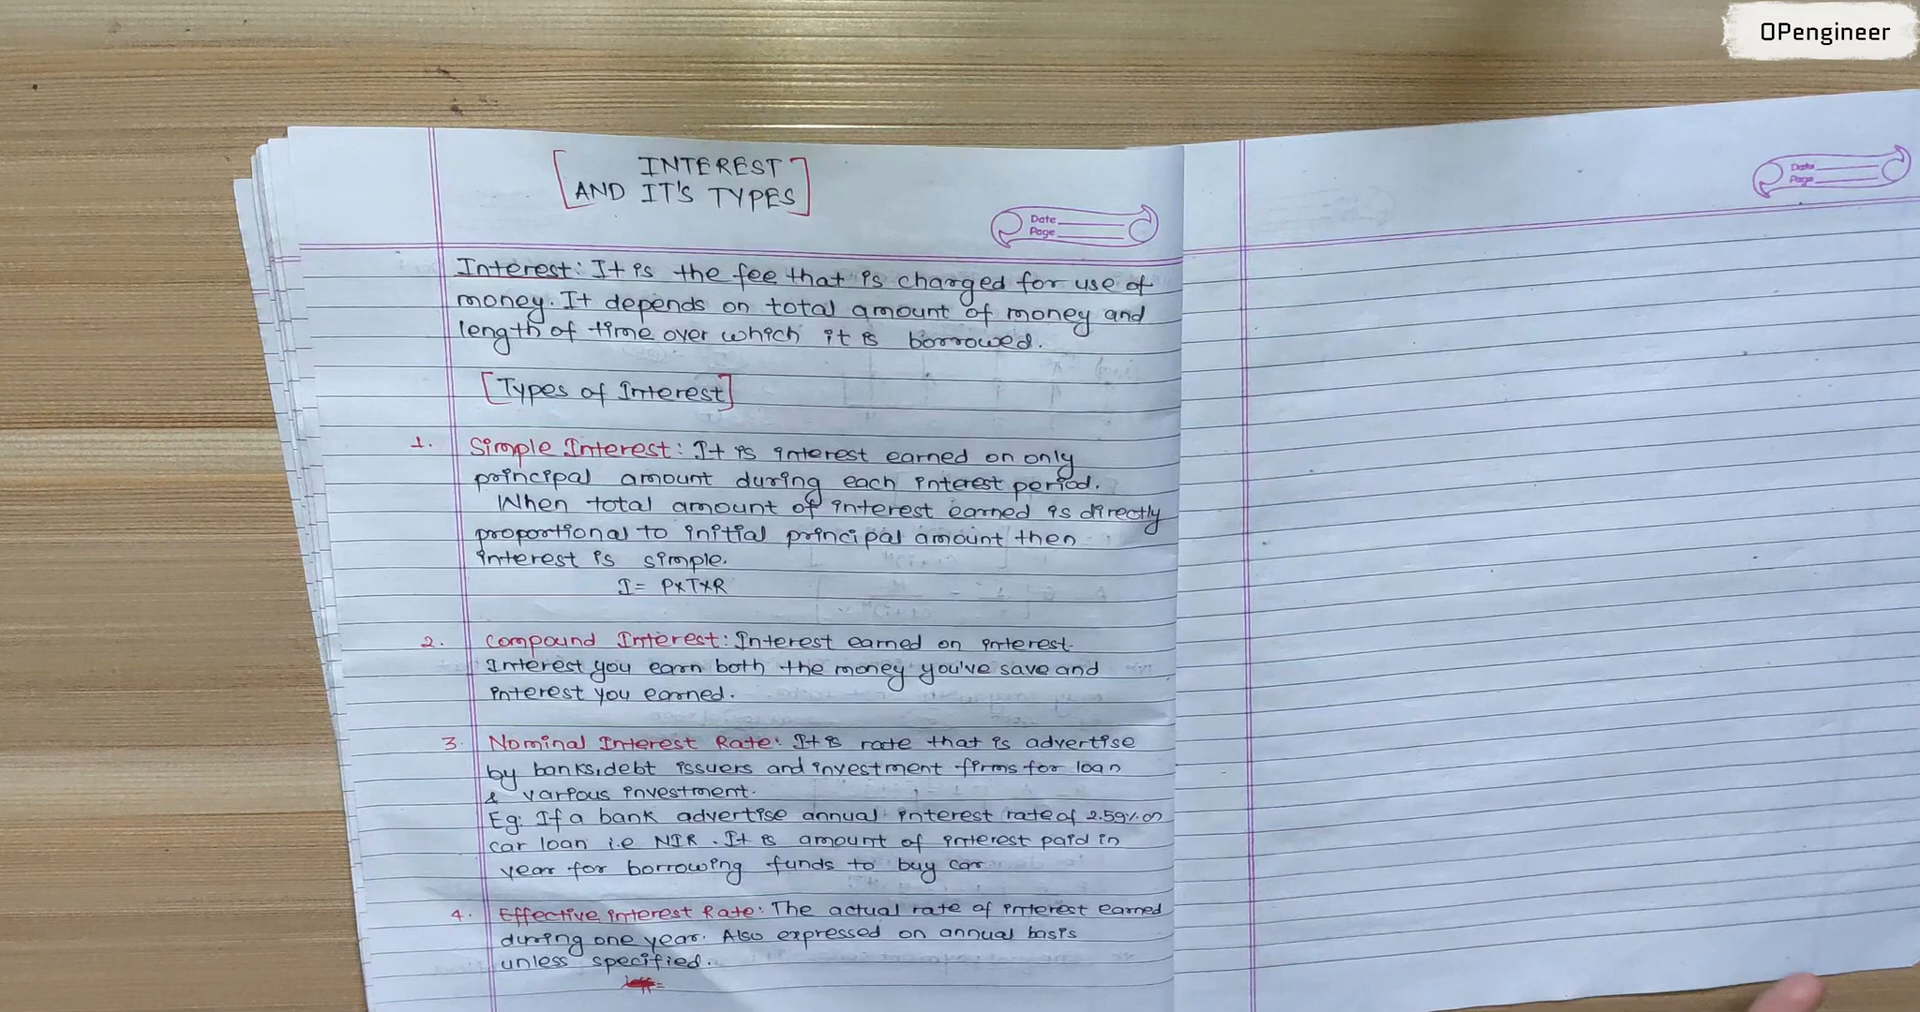 OPengineer
INTEREST
AND IT'S TYPES
Date
Page
Date
Page
Interest: It is the fee that is charged for use of
money. It depends on total amount of money and
length of time over which it is borrowed.
[Types of Interest]
1. Simple Interest: It is interest earned on only
principal amount during each interest period.
When total amount of interest earned is directly
proportional to initial principal amount then
interest is simple.
I = P×T×R
2. Compound Interest: Interest earned on interest.
Interest you earn both the money you've save and
interest you earned.
3. Nominal Interest Rate: It is rate that is advertise
by banks, debt issuers and investment firms for loan
& various investment.
Eg: If a bank advertise annual interest rate of 2.59% on
car loan i.e NIR. It is amount of interest paid in
year for borrowing funds to buy car
4. Effective interest Rate: The actual rate of interest earned
during one year. Also expressed on annual basis
unless specified.